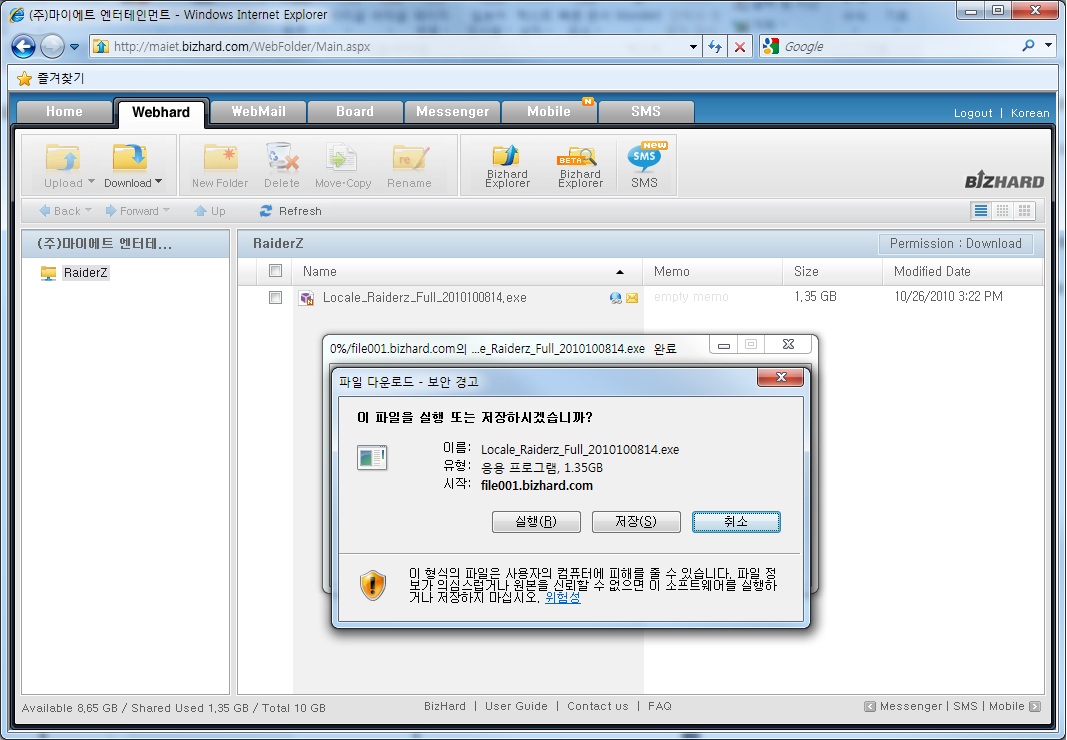 (주)마이에트 엔터테인먼트 - Windows Internet Explorer
http://maiet.bizhard.com/WebFolder/Main.aspx
Google
즐겨찾기
Home Webhard WebMail Board Messenger Mobile N SMS
Logout | Korean
Upload Download New Folder Delete Move·Copy Rename re BETA Bizhard Explorer Bizhard Explorer SMS New SMS
BIZHARD
Back Forward Up Refresh
(주)마이에트 엔터테...
RaiderZ
RaiderZ
Permission : Download
Name Memo Size Modified Date
Locale_Raiderz_Full_2010100814.exe empty memo 1.35 GB 10/26/2010 3:22 PM
0%/file001.bizhard.com의 ...e_Raiderz_Full_2010100814.exe 완료
파일 다운로드 - 보안 경고
이 파일을 실행 또는 저장하시겠습니까?
이름: Locale_Raiderz_Full_2010100814.exe
유형: 응용 프로그램, 1.35GB
시작: file001.bizhard.com
실행(R) 저장(S) 취소
이 형식의 파일은 사용자의 컴퓨터에 피해를 줄 수 있습니다. 파일 정
보가 의심스럽거나 원본을 신뢰할 수 없으면 이 소프트웨어를 실행하
거나 저장하지 마십시오. 위험성
Available 8.65 GB / Shared Used 1.35 GB / Total 10 GB
BizHard | User Guide | Contact us | FAQ
Messenger | SMS | Mobile